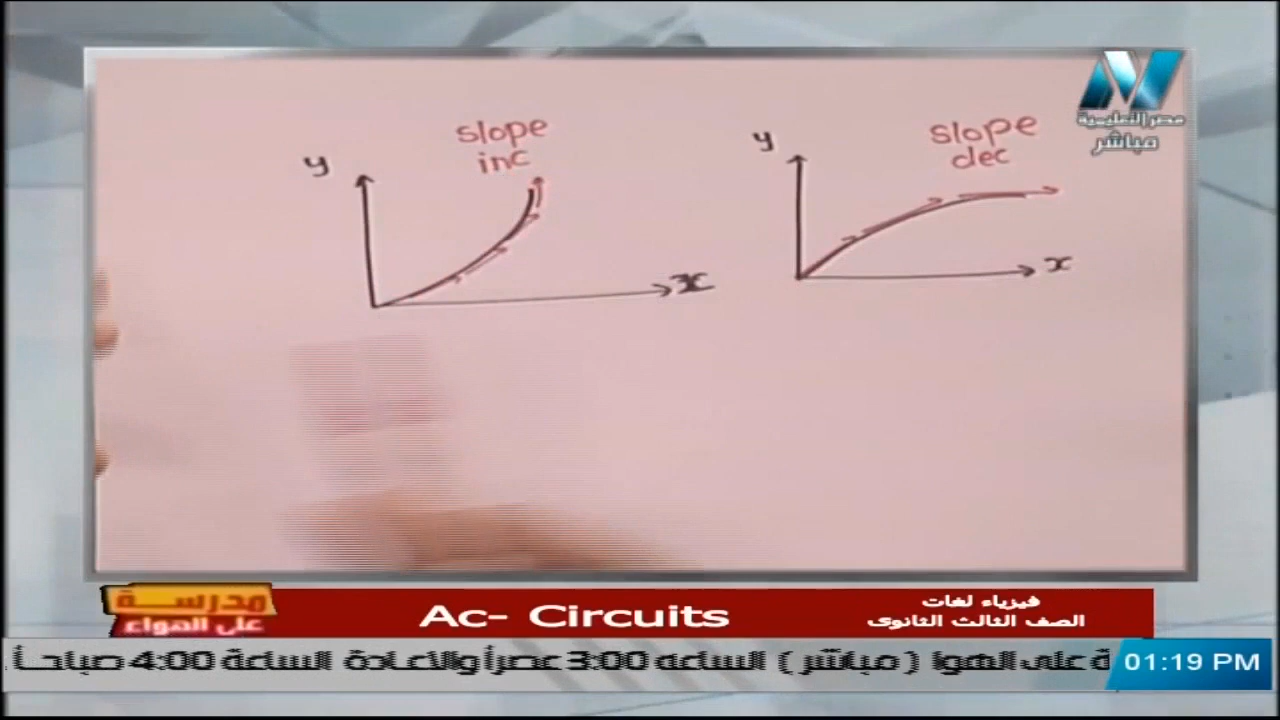 y
slope
inc
x
y
slope
dec
x
مصر التعليمية
مباشر
مدرسة
على الهواء
Ac- Circuits
فيزياء لغات
الصف الثالث الثانوى
ة على الهوا ( مباشر ) الساعه 3:00 عصراً والاعادة الساعة 4:00 صباحاً
01:19 PM